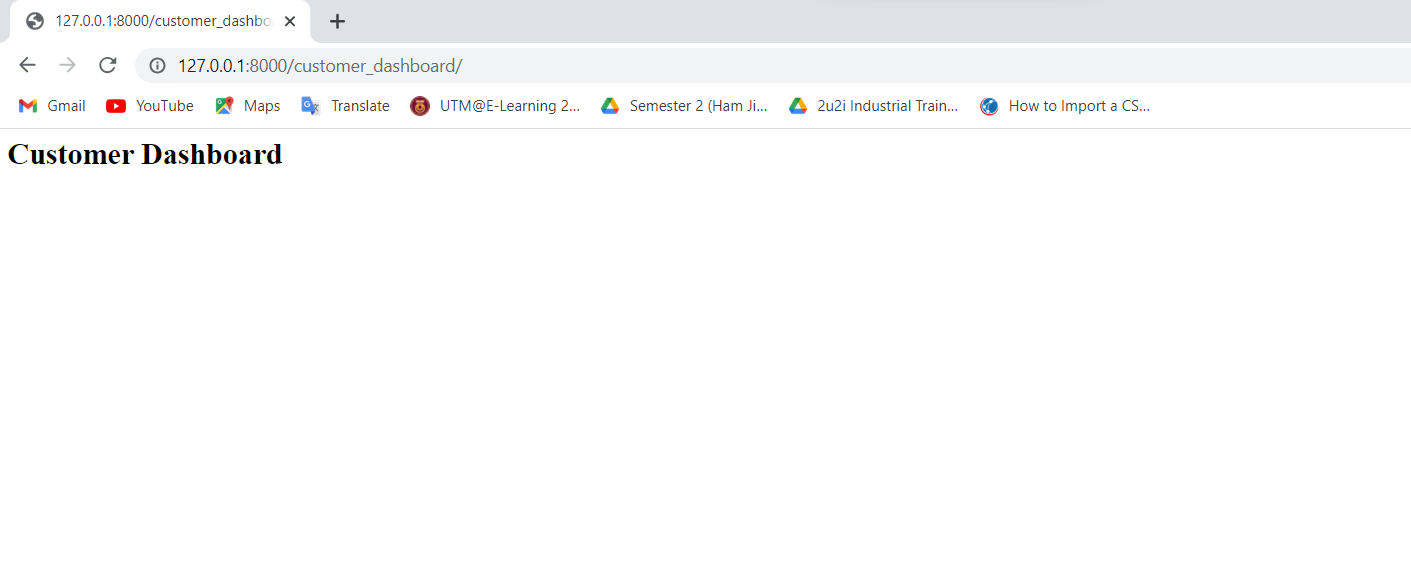 127.0.0.1:8000/customer_dashbo
127.0.0.1:8000/customer_dashboard/
Gmail YouTube Maps Translate UTM@E-Learning 2... Semester 2 (Ham Ji... 2u2i Industrial Train... How to Import a CS...
Customer Dashboard